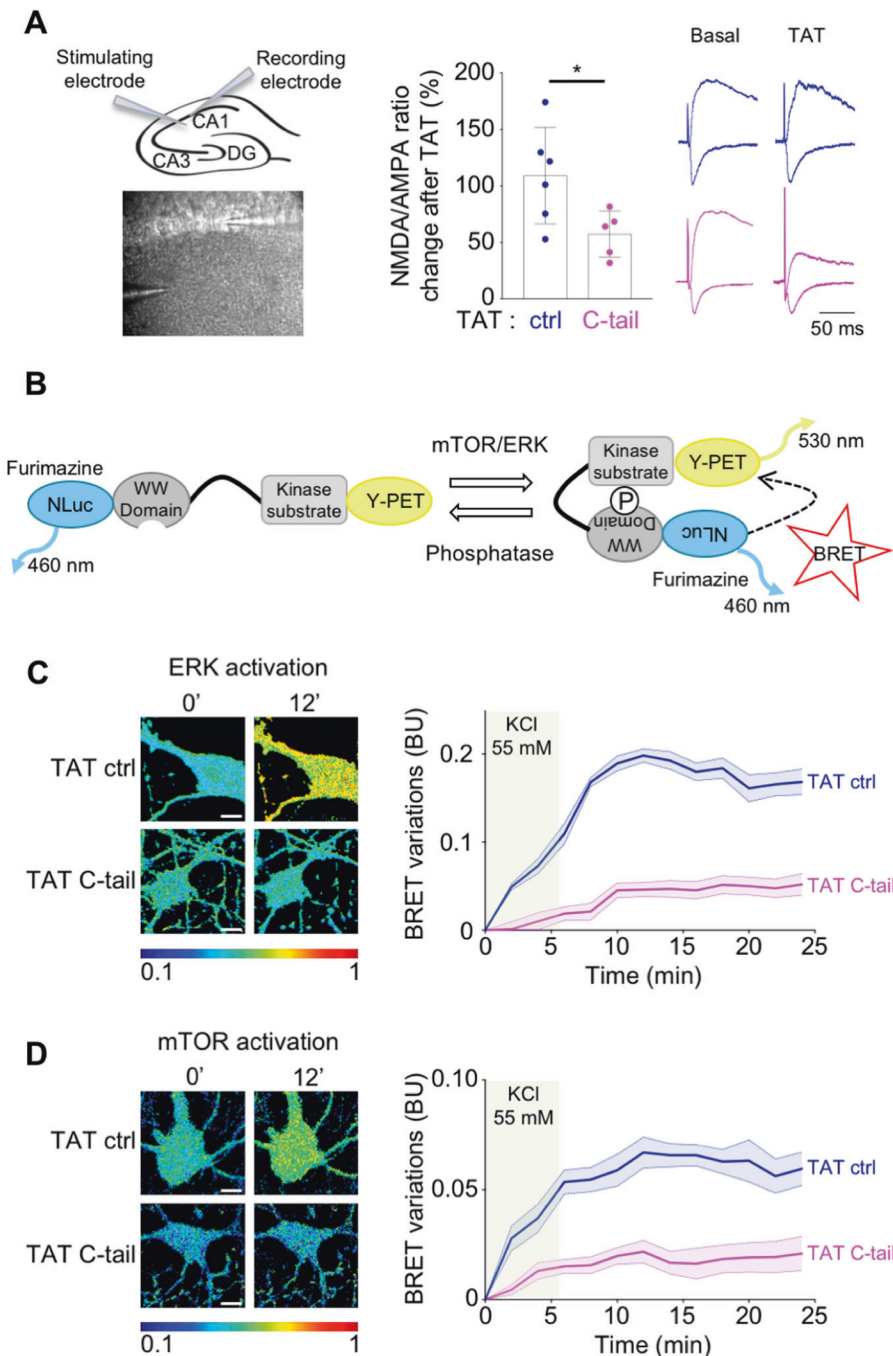 A
Stimulating
electrode
Recording
electrode
CA1
CA3
DG
NMDA/AMPA ratio
change after TAT (%)
200
150
100
50
0
*
TAT : ctrl C-tail
Basal TAT
50 ms
B
Furimazine
NLuc
WW
Domain
Kinase
substrate
Y-PET
460 nm
mTOR/ERK
Phosphatase
Kinase
substrate
Y-PET
530 nm
P
WW
Domain
NLuc
Furimazine
460 nm
BRET
C
ERK activation
0' 12'
TAT ctrl
TAT C-tail
0.1 1
BRET variations (BU)
0.2
0.1
0
KCl
55 mM
TAT ctrl
TAT C-tail
0 5 10 15 20 25
Time (min)
D
mTOR activation
0' 12'
TAT ctrl
TAT C-tail
0.1 1
BRET variations (BU)
0.10
0.05
0
KCl
55 mM
TAT ctrl
TAT C-tail
0 5 10 15 20 25
Time (min)